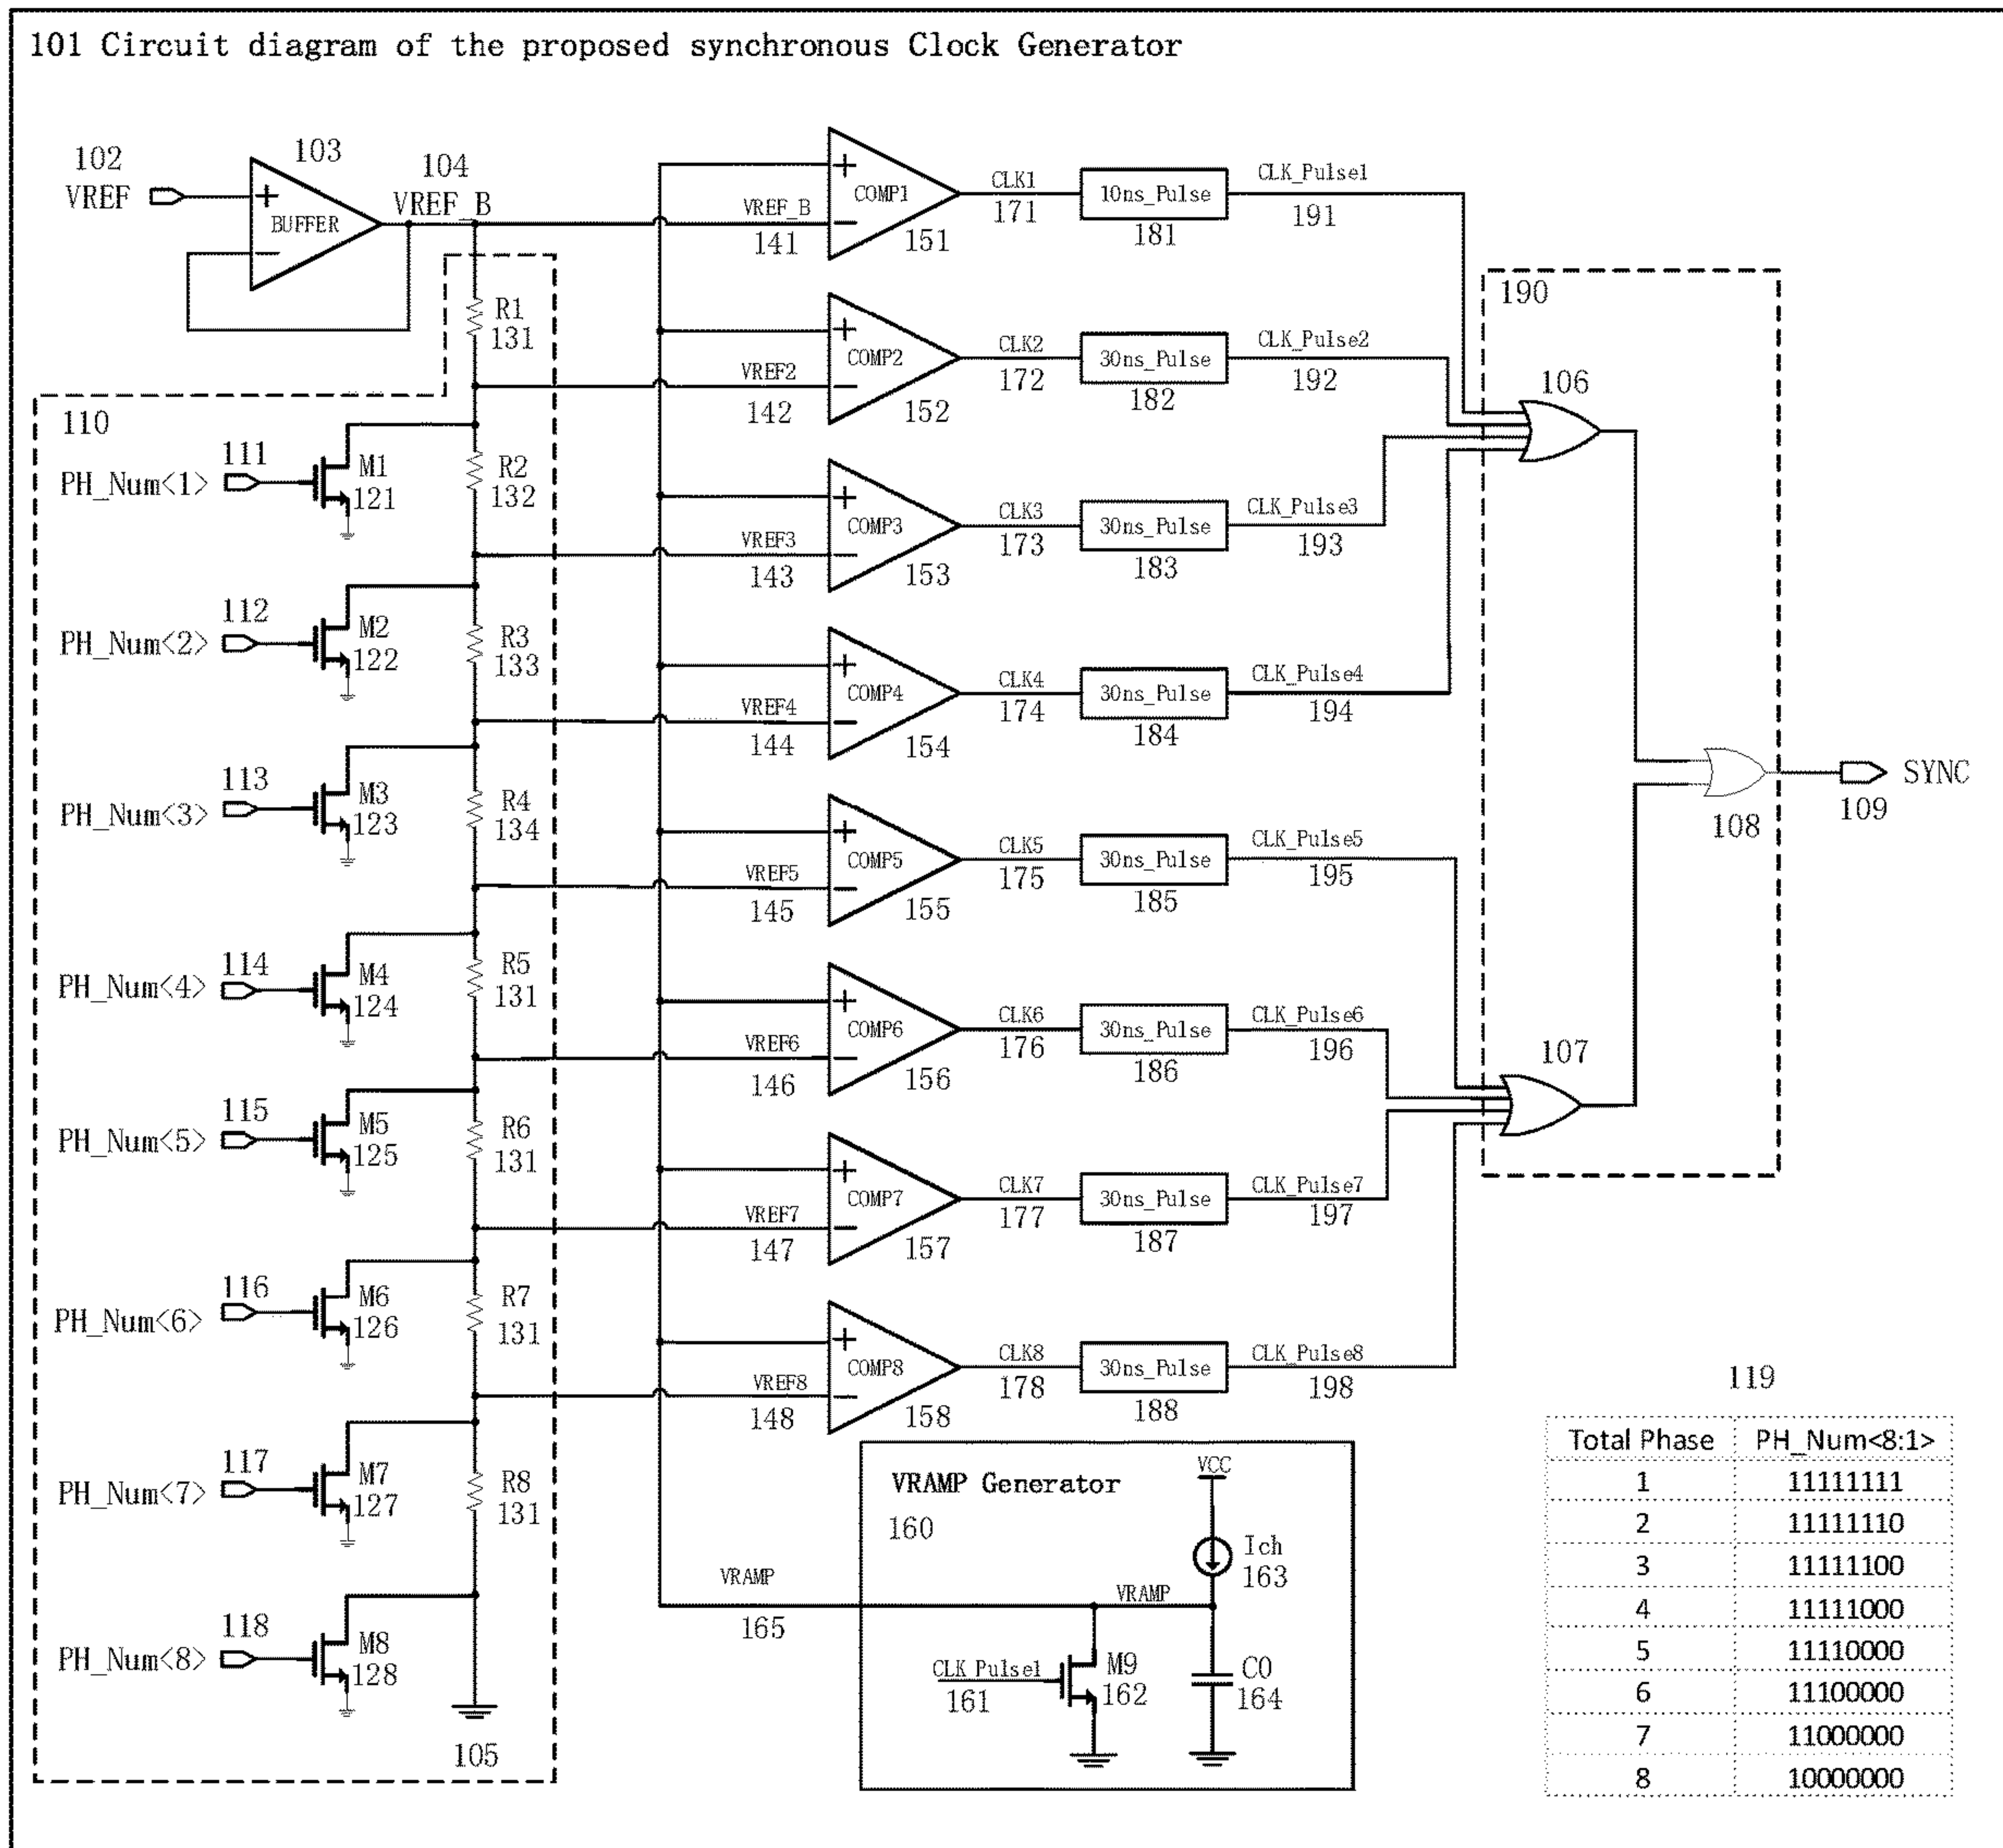 101 Circuit diagram of the proposed synchronous Clock Generator
102
VREF
103
BUFFER
104
VREF_B
R1
131
110
PH_Num<1>
111
M1
121
R2
132
PH_Num<2>
112
M2
122
R3
133
PH_Num<3>
113
M3
123
R4
134
PH_Num<4>
114
M4
124
R5
131
PH_Num<5>
115
M5
125
R6
131
PH_Num<6>
116
M6
126
R7
131
PH_Num<7>
117
M7
127
R8
131
PH_Num<8>
118
M8
128
105
VREF_B
141
COMP1
151
CLK1
171
10ns_Pulse
181
CLK_Pulse1
191
VREF2
142
COMP2
152
CLK2
172
30ns_Pulse
182
CLK_Pulse2
192
VREF3
143
COMP3
153
CLK3
173
30ns_Pulse
183
CLK_Pulse3
193
VREF4
144
COMP4
154
CLK4
174
30ns_Pulse
184
CLK_Pulse4
194
VREF5
145
COMP5
155
CLK5
175
30ns_Pulse
185
CLK_Pulse5
195
VREF6
146
COMP6
156
CLK6
176
30ns_Pulse
186
CLK_Pulse6
196
VREF7
147
COMP7
157
CLK7
177
30ns_Pulse
187
CLK_Pulse7
197
VREF8
148
COMP8
158
CLK8
178
30ns_Pulse
188
CLK_Pulse8
198
190
106
107
108
109
SYNC
VRAMP
165
VRAMP Generator
160
VCC
Ich
163
VRAMP
CLK_Pulse1
161
M9
162
C0
164
119
Total Phase PH_Num<8:1>
1 11111111
2 11111110
3 11111100
4 11111000
5 11110000
6 11100000
7 11000000
8 10000000